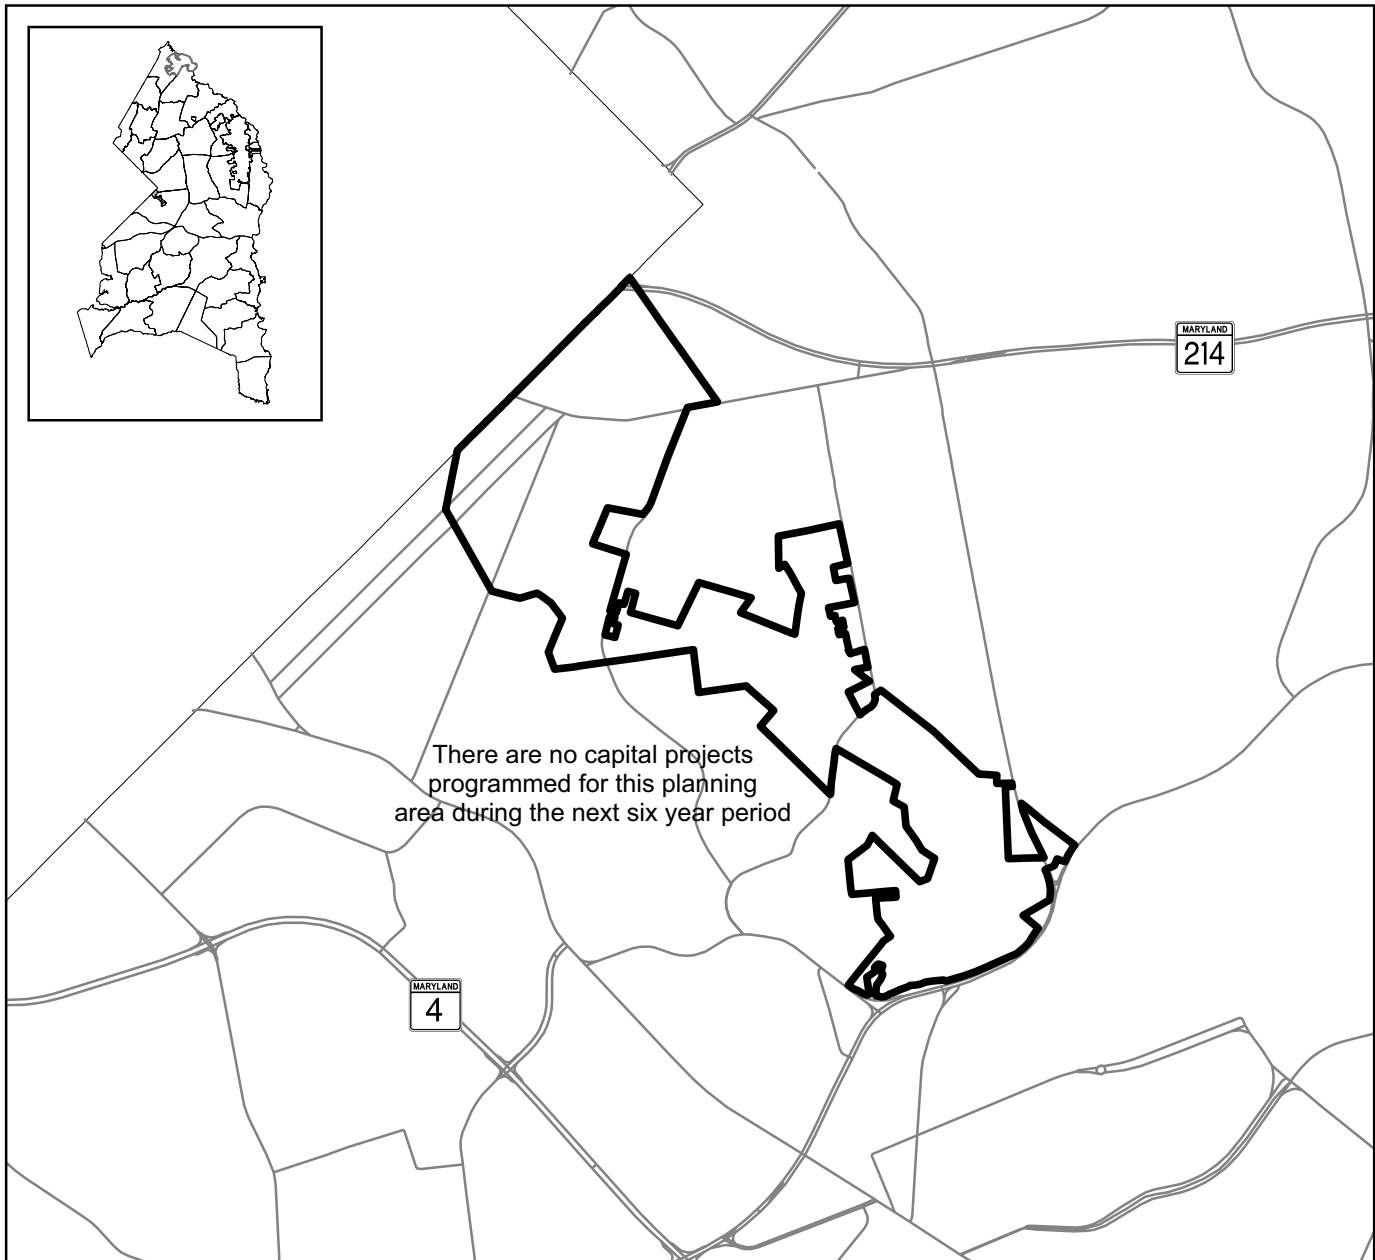 MARYLAND
214
There are no capital projects
programmed for this planning
area during the next six year period
MARYLAND
4